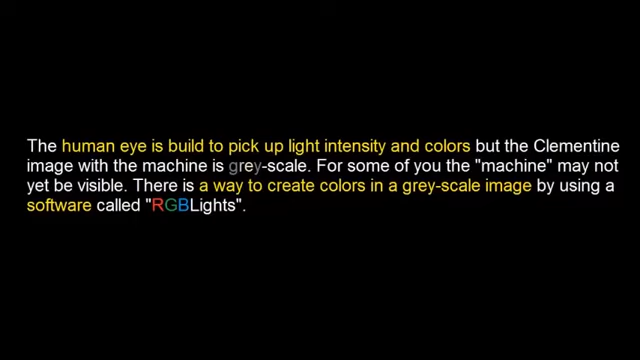 The human eye is build to pick up light intensity and colors but the Clementine
image with the machine is grey-scale. For some of you the "machine" may not
yet be visible. There is a way to create colors in a grey-scale image by using a
software called "RGBLights".